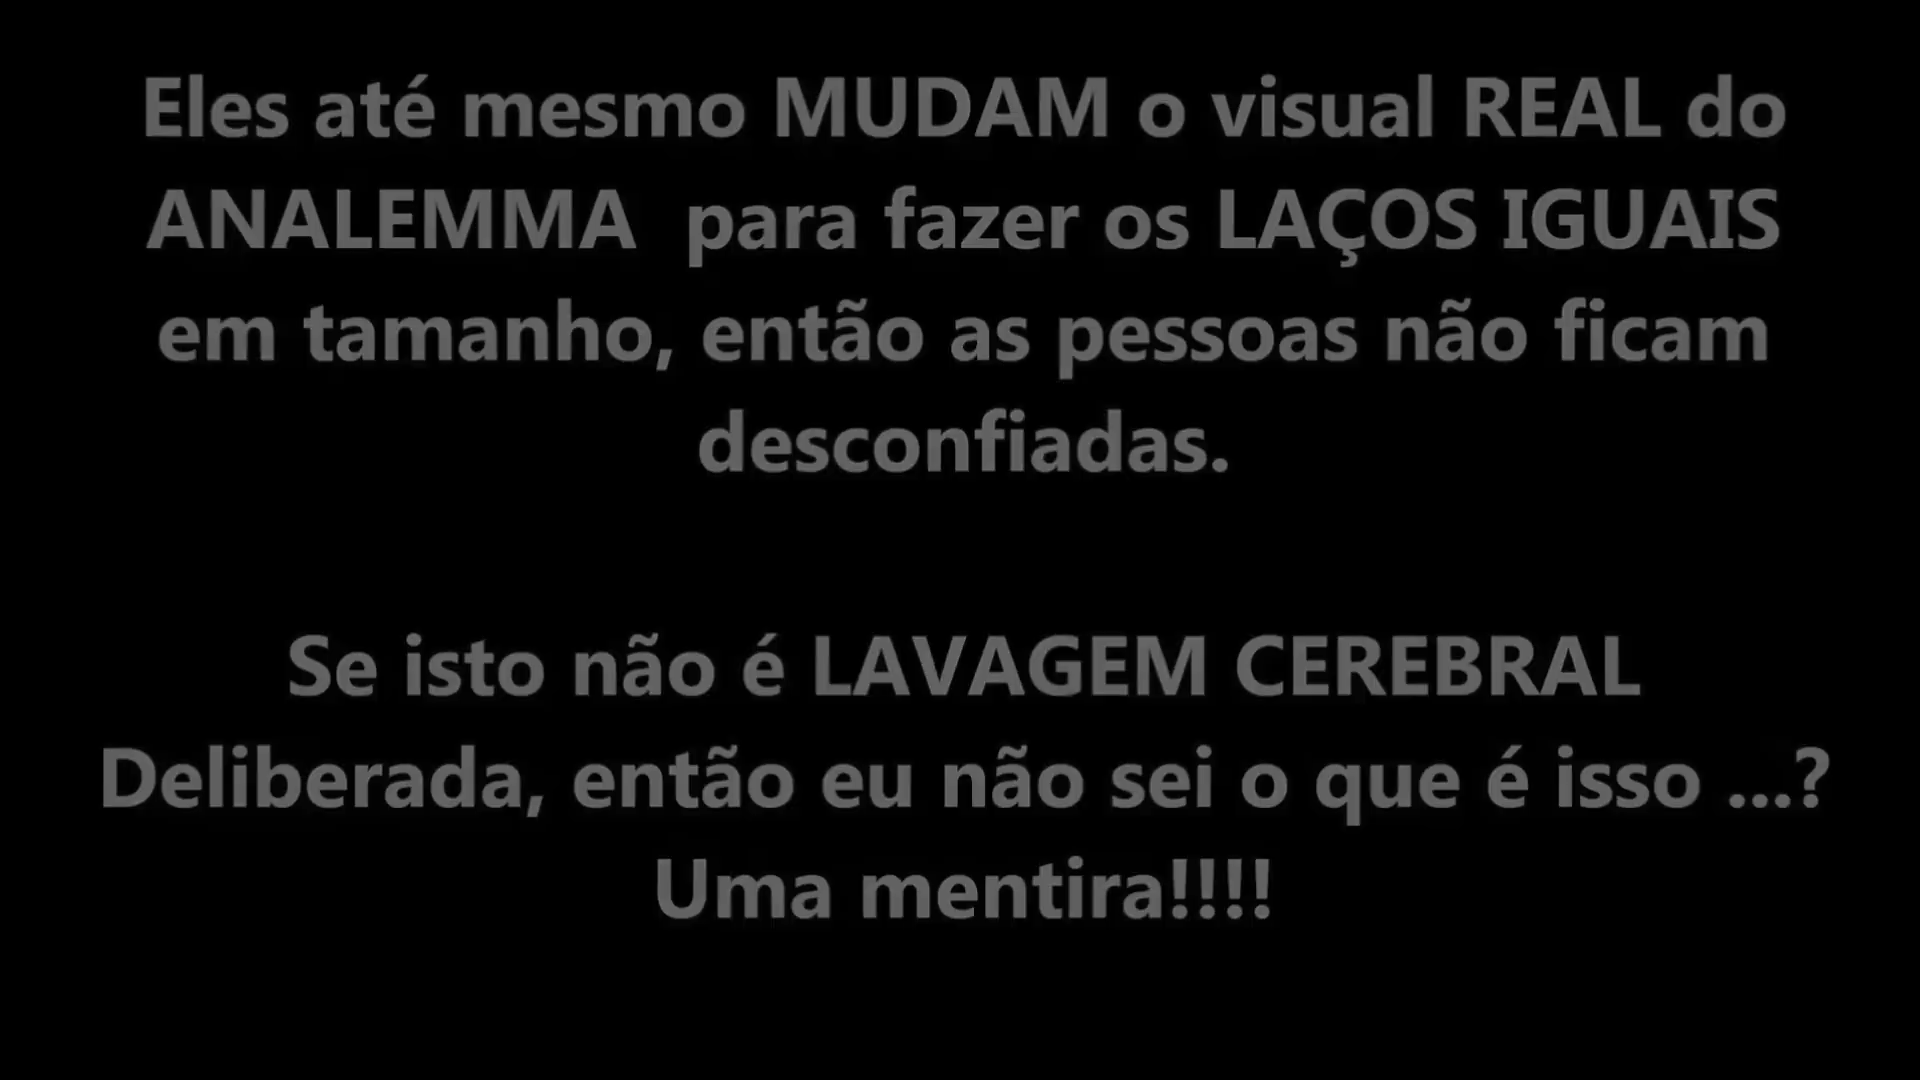 Eles até mesmo MUDAM o visual REAL do
ANALEMMA  para fazer os LAÇOS IGUAIS
em tamanho, então as pessoas não ficam
desconfiadas.
Se isto não é LAVAGEM CEREBRAL
Deliberada, então eu não sei o que é isso ...?
Uma mentira!!!!